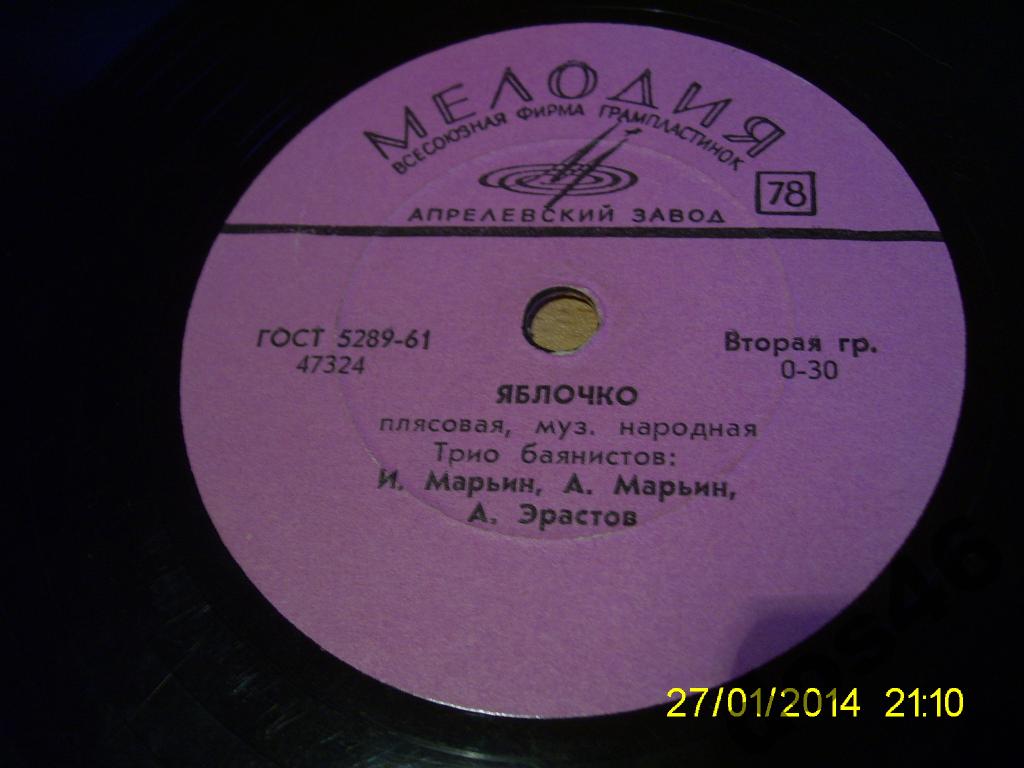 МЕЛОДИЯ
ВСЕСОЮЗНАЯ ФИРМА ГРАМПЛАСТИНОК
78
АПРЕЛЕВСКИЙ ЗАВОД
ГОСТ 5289-61
47324
Вторая гр.
0-30
ЯБЛОЧКО
плясовая, муз. народная
Трио баянистов:
И. Марьин, А. Марьин,
А. Эрастов
27/01/2014 21:10